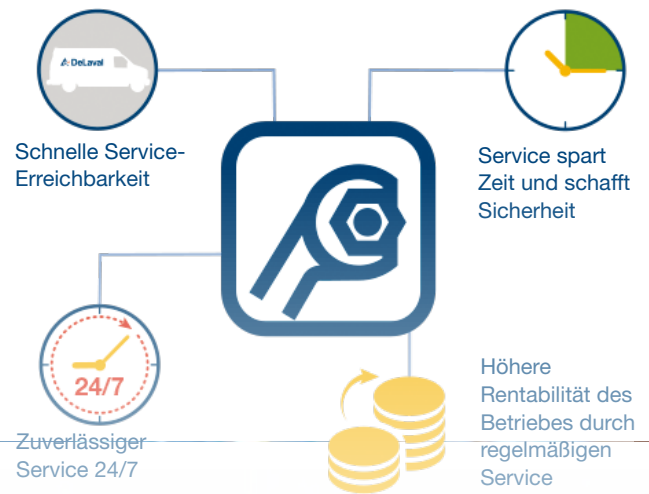 DeLaval
Schnelle Service-
Erreichbarkeit
Service spart
Zeit und schafft
Sicherheit
24/7
Zuverlässiger
Service 24/7
Höhere
Rentabilität des
Betriebes durch
regelmäßigen
Service